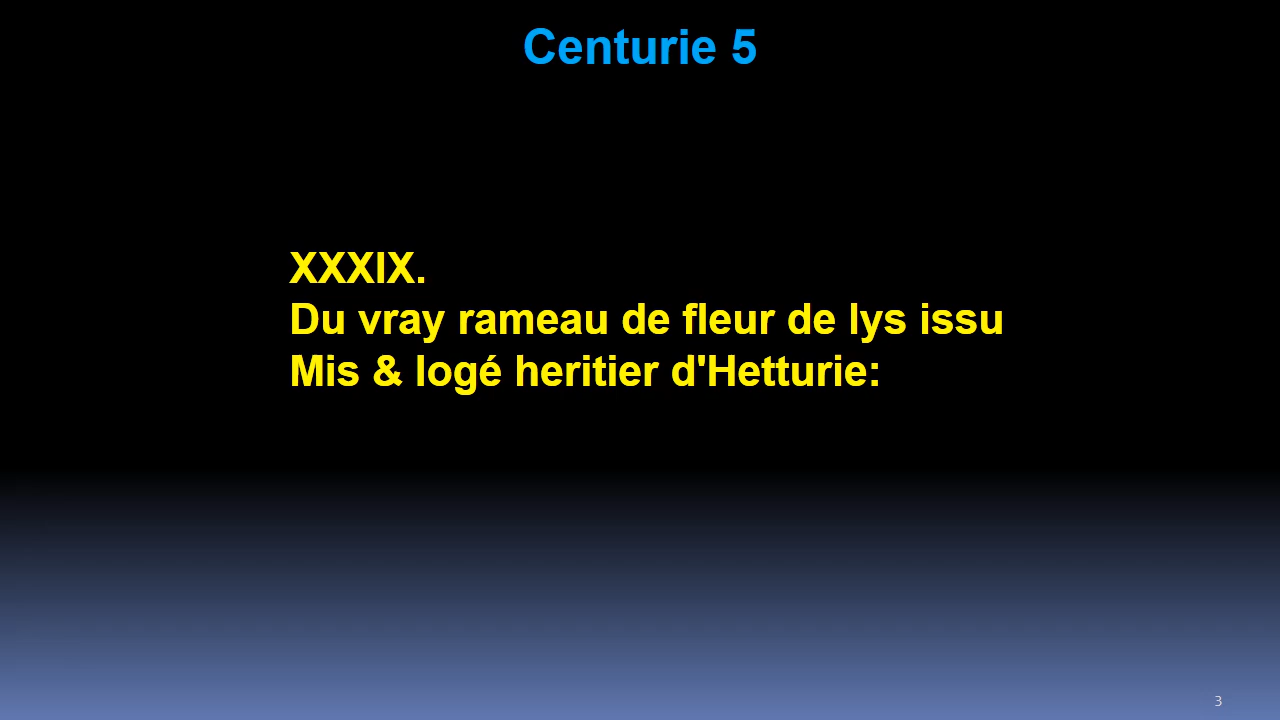 Centurie 5
XXXIX.
Du vray rameau de fleur de lys issu
Mis & logé heritier d'Hetturie:
3